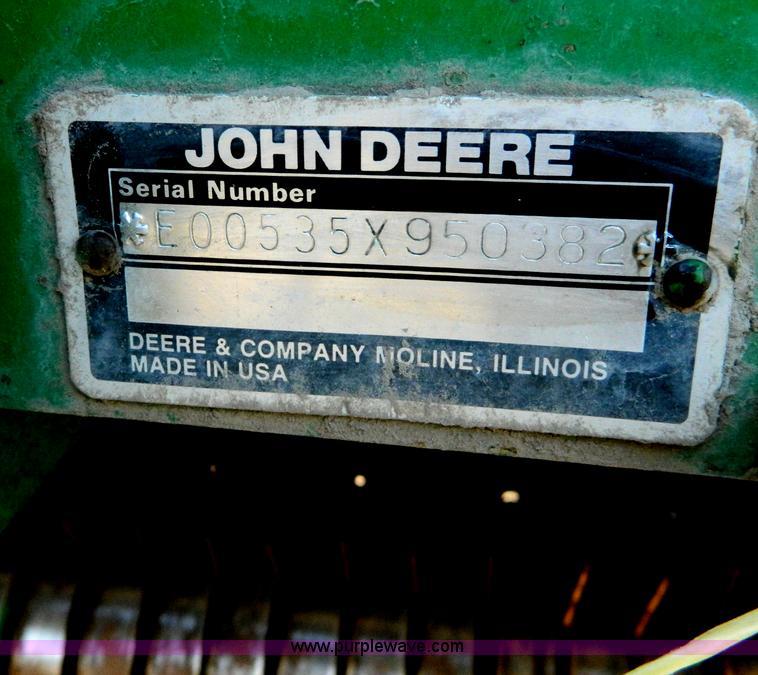 JOHN DEERE
Serial Number
*E00535X950382*
DEERE & COMPANY MOLINE, ILLINOIS
MADE IN USA
www.purplewave.com